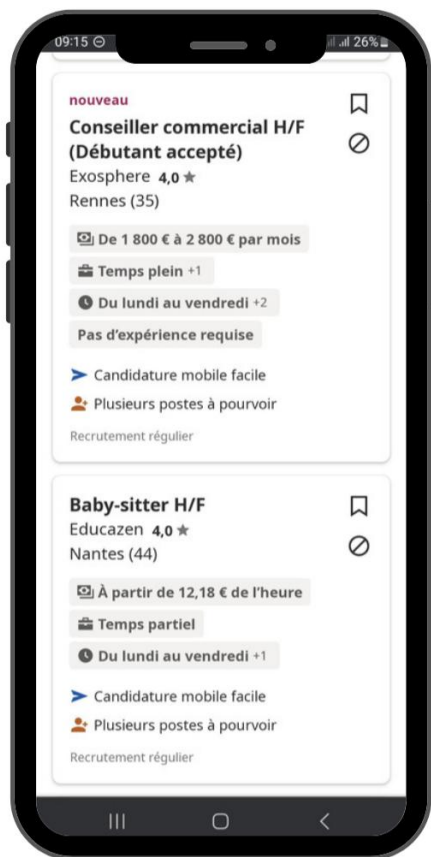 09:15
26%
nouveau
Conseiller commercial H/F
(Débutant accepté)
Exosphere 4,0 ★
Rennes (35)
De 1 800 € à 2 800 € par mois
Temps plein +1
Du lundi au vendredi +2
Pas d’expérience requise
Candidature mobile facile
Plusieurs postes à pourvoir
Recrutement régulier
Baby-sitter H/F
Educazen 4,0 ★
Nantes (44)
À partir de 12,18 € de l’heure
Temps partiel
Du lundi au vendredi +1
Candidature mobile facile
Plusieurs postes à pourvoir
Recrutement régulier